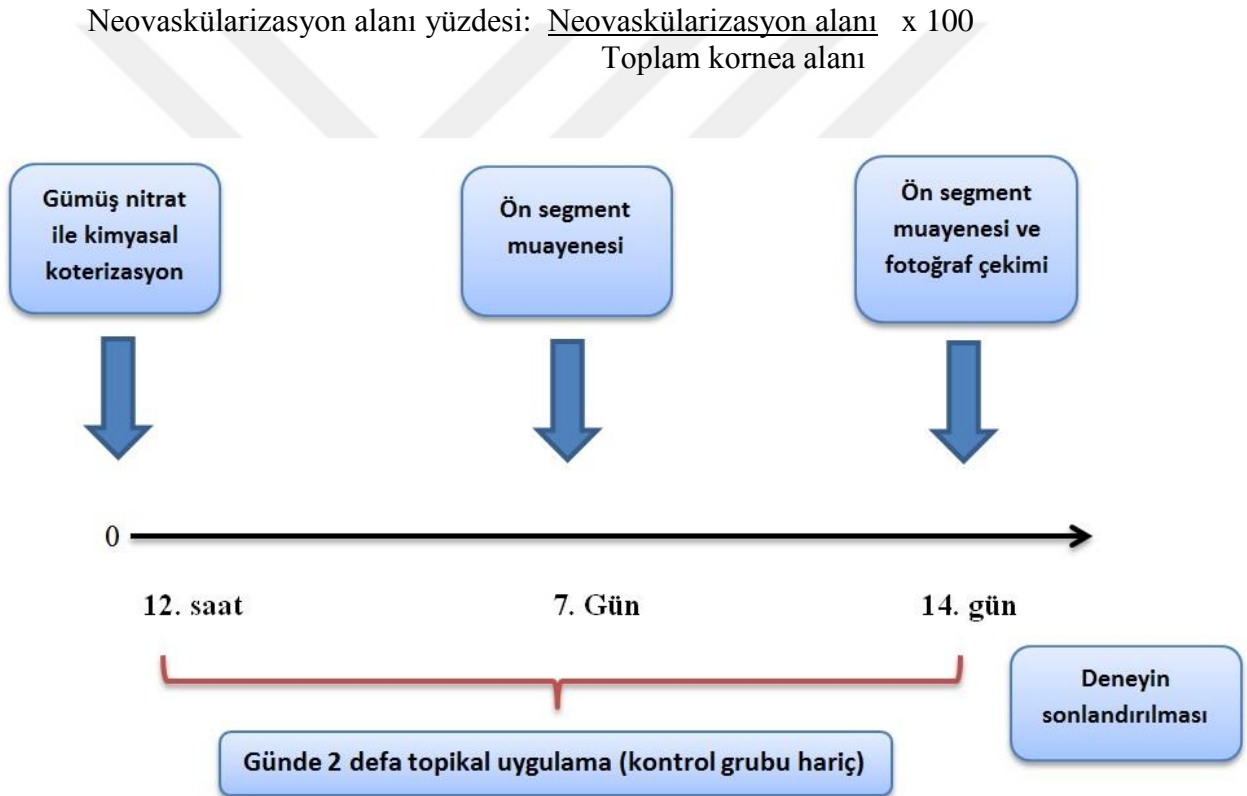 Neovaskülarizasyon alanı yüzdesi: Neovaskülarizasyon alanı x 100
Toplam kornea alanı
Gümüş nitrat
ile kimyasal
koterizasyon
Ön segment
muayenesi
Ön segment
muayenesi ve
fotoğraf çekimi
0
12. saat
7. Gün
14. gün
Deneyin
sonlandırılması
Günde 2 defa topikal uygulama (kontrol grubu hariç)